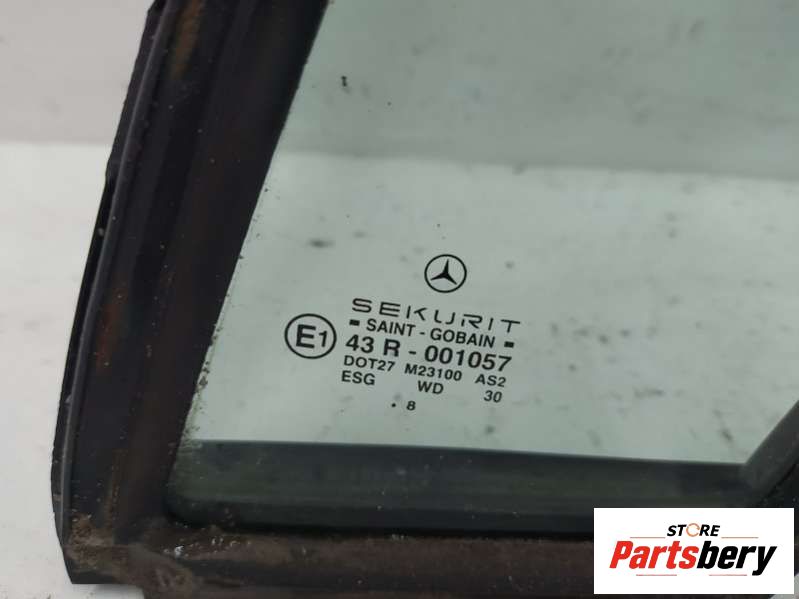 SEKURIT
SAINT - GOBAIN
E1 43 R - 001057
DOT27 M23100 AS2
ESG WD 30
. 8
STORE
Partsbery